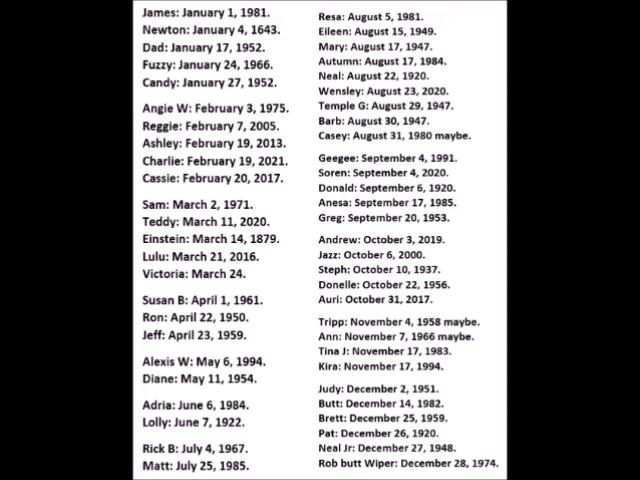 James: January 1, 1981.
Newton: January 4, 1643.
Dad: January 17, 1952.
Fuzzy: January 24, 1966.
Candy: January 27, 1952.
Angie W: February 3, 1975.
Reggie: February 7, 2005.
Ashley: February 19, 2013.
Charlie: February 19, 2021.
Cassie: February 20, 2017.
Sam: March 2, 1971.
Teddy: March 11, 2020.
Einstein: March 14, 1879.
Lulu: March 21, 2016.
Victoria: March 24.
Susan B: April 1, 1961.
Ron: April 22, 1950.
Jeff: April 23, 1959.
Alexis W: May 6, 1994.
Diane: May 11, 1954.
Adria: June 6, 1984.
Lolly: June 7, 1922.
Rick B: July 4, 1967.
Matt: July 25, 1985.
Resa: August 5, 1981.
Eileen: August 15, 1949.
Mary: August 17, 1947.
Autumn: August 17, 1984.
Neal: August 22, 1920.
Wensley: August 23, 2020.
Temple G: August 29, 1947.
Barb: August 30, 1947.
Casey: August 31, 1980 maybe.
Geegee: September 4, 1991.
Soren: September 4, 2020.
Donald: September 6, 1920.
Anesa: September 17, 1985.
Greg: September 20, 1953.
Andrew: October 3, 2019.
Jazz: October 6, 2000.
Steph: October 10, 1937.
Donelle: October 22, 1956.
Auri: October 31, 2017.
Tripp: November 4, 1958 maybe.
Ann: November 7, 1966 maybe.
Tina J: November 17, 1983.
Kira: November 17, 1994.
Judy: December 2, 1951.
Butt: December 14, 1982.
Brett: December 25, 1959.
Pat: December 26, 1920.
Neal Jr: December 27, 1948.
Rob butt Wiper: December 28, 1974.